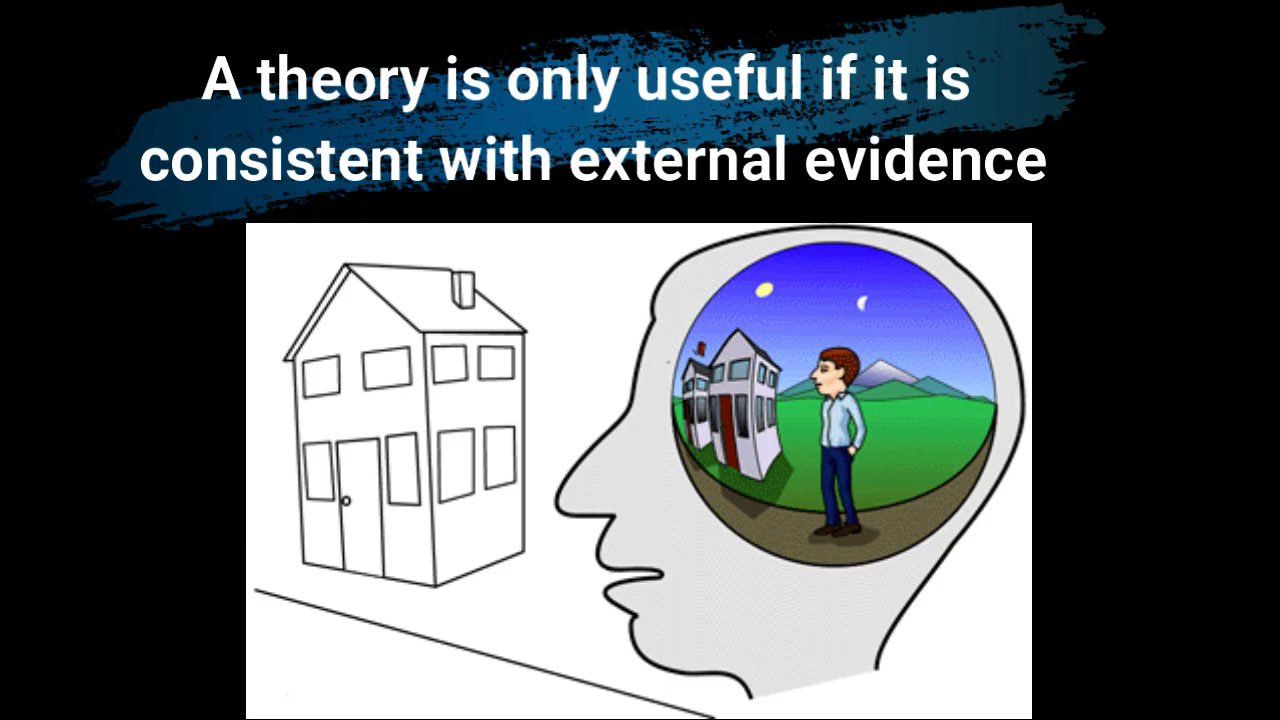 A theory is only useful if it is
consistent with external evidence